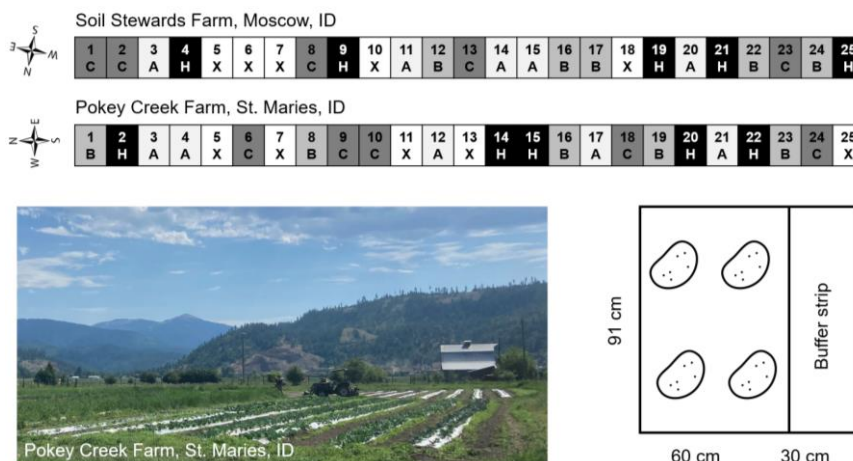 Soil Stewards Farm, Moscow, ID
S
E W
N
1 2 3 4 5 6 7 8 9 10 11 12 13 14 15 16 17 18 19 20 21 22 23 24 25
C C A H X X X C H X A B C A A B B X H A H B C B H
Pokey Creek Farm, St. Maries, ID
E
N S
W
1 2 3 4 5 6 7 8 9 10 11 12 13 14 15 16 17 18 19 20 21 22 23 24 25
B H A A X C X B C C X A X H H B A C B H A H B C X
91 cm
Buffer strip
Pokey Creek Farm, St. Maries, ID
60 cm 30 cm